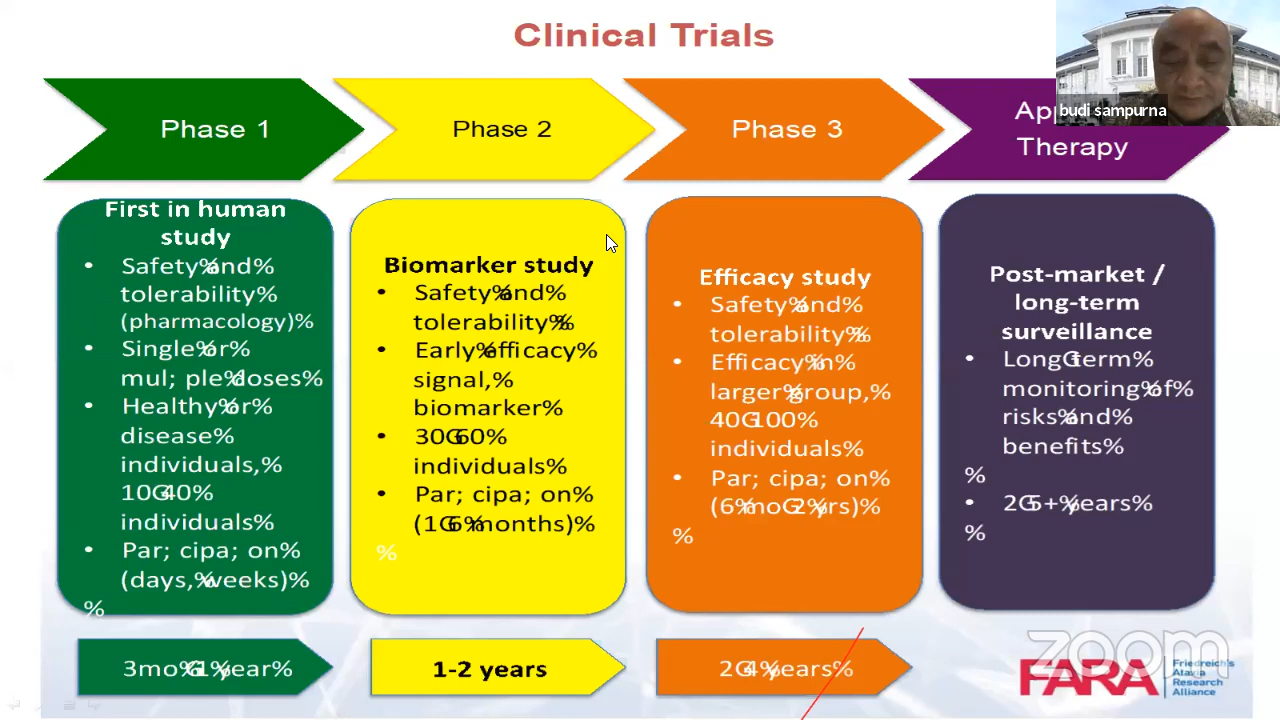 Clinical Trials
budi sampurna
Phase 1
Phase 2
Phase 3
Therapy
First in human
study
• Safety%and%
tolerability%
(pharmacology)%
• Single%or%
mul; ple%doses%
• Healthy%or%
disease%
individuals,%
10G40%
individuals%
• Par; cipa; on%
(days,%weeks)%
%
Biomarker study
• Safety%and%
tolerability%%
• Early%efficacy%
signal,%
biomarker%
• 30G60%
individuals%
• Par; cipa; on%
(1G6%months)%
%
Efficacy study
• Safety%and%
tolerability%%
• Efficacy%in%
larger%group,%
40G100%
individuals%
• Par; cipa; on%
(6%moG2%yrs)%
%
Post-market /
long-term
surveillance
• LongGterm%
monitoring%of%
risks%and%
benefits%
%
• 2G5+%years%
%
3mo%G1%year%
1-2 years
2G4%years%
zoom
FARA
Friedreich's
Ataxia
Research
Alliance